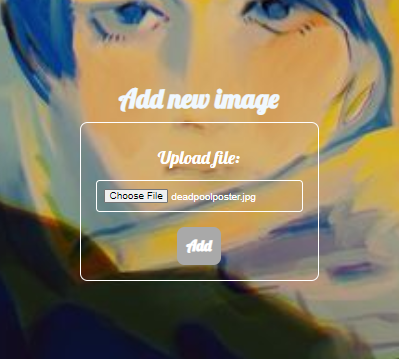 Add new image
Upload file:
Choose File deadpoolposter.jpg
Add